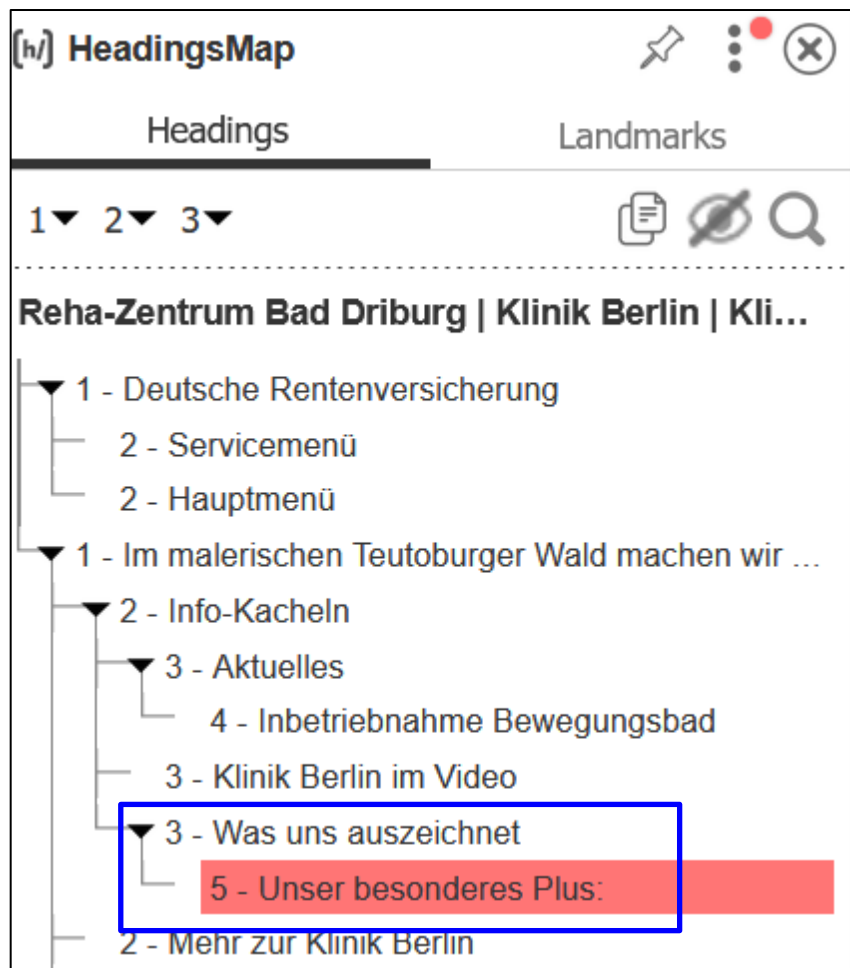 [h/] HeadingsMap
Headings Landmarks
1 2 3
Reha-Zentrum Bad Driburg | Klinik Berlin | Kli...
1 - Deutsche Rentenversicherung
2 - Servicemenü
2 - Hauptmenü
1 - Im malerischen Teutoburger Wald machen wir ...
2 - Info-Kacheln
3 - Aktuelles
4 - Inbetriebnahme Bewegungsbad
3 - Klinik Berlin im Video
3 - Was uns auszeichnet
5 - Unser besonderes Plus:
2 - Mehr zur Klinik Berlin